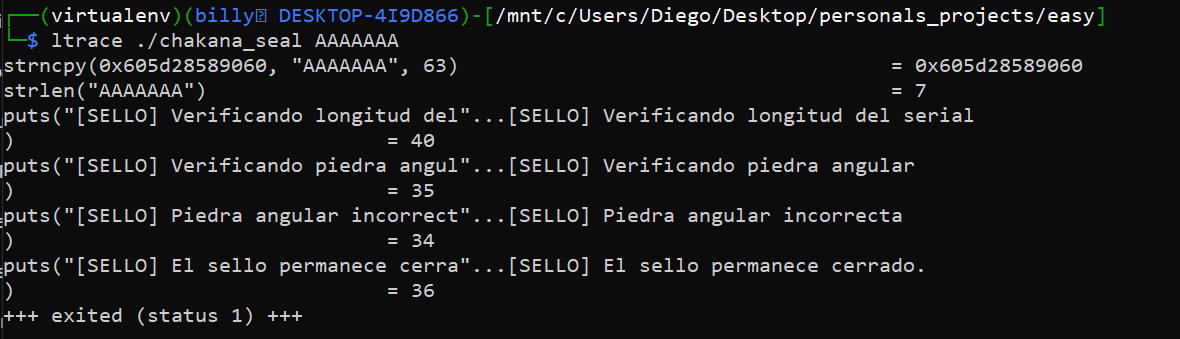 ┌──(virtualenv)(billy㉿ DESKTOP-4I9D866)-[/mnt/c/Users/Diego/Desktop/personals_projects/easy]
└─$ ltrace ./chakana_seal AAAAAAA
strncpy(0x605d28589060, "AAAAAAA", 63) = 0x605d28589060
strlen("AAAAAAA") = 7
puts("[SELLO] Verificando longitud del"...[SELLO] Verificando longitud del serial
) = 40
puts("[SELLO] Verificando piedra angul"...[SELLO] Verificando piedra angular
) = 35
puts("[SELLO] Piedra angular incorrect"...[SELLO] Piedra angular incorrecta
) = 34
puts("[SELLO] El sello permanece cerra"...[SELLO] El sello permanece cerrado.
) = 36
+++ exited (status 1) +++